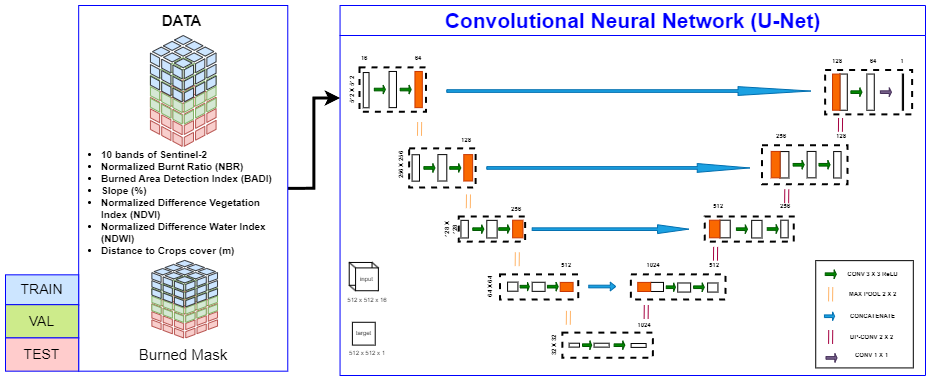 DATA
10 bands of Sentinel-2
Normalized Burnt Ratio (NBR)
Burned Area Detection Index (BADI)
Slope (%)
Normalized Difference Vegetation
Index (NDVI)
Normalized Difference Water Index
(NDWI)
Distance to Crops cover (m)
TRAIN
VAL
TEST
Burned Mask
Convolutional Neural Network (U-Net)
16
64
128
64
1
128
256 X 256
256
128
256
128 X
128
512
256
512
64 X 64
1024
512
32 X 32
1024
input
512 x 512 x 16
target
512 x 512 x 1
CONV 3 X 3 ReLU
MAX POOL 2 X 2
CONCATENATE
UP-CONV 2 X 2
CONV 1 X 1